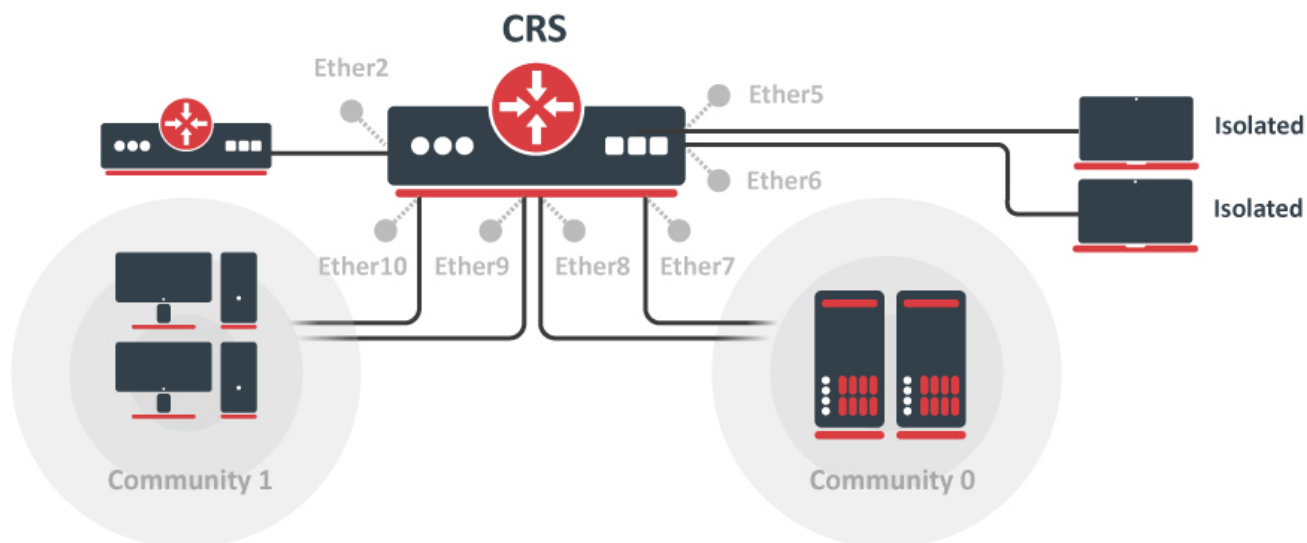 CRS
Ether2
Ether5
Isolated
Ether6
Isolated
Ether10
Ether9
Ether8
Ether7
Community 1
Community 0